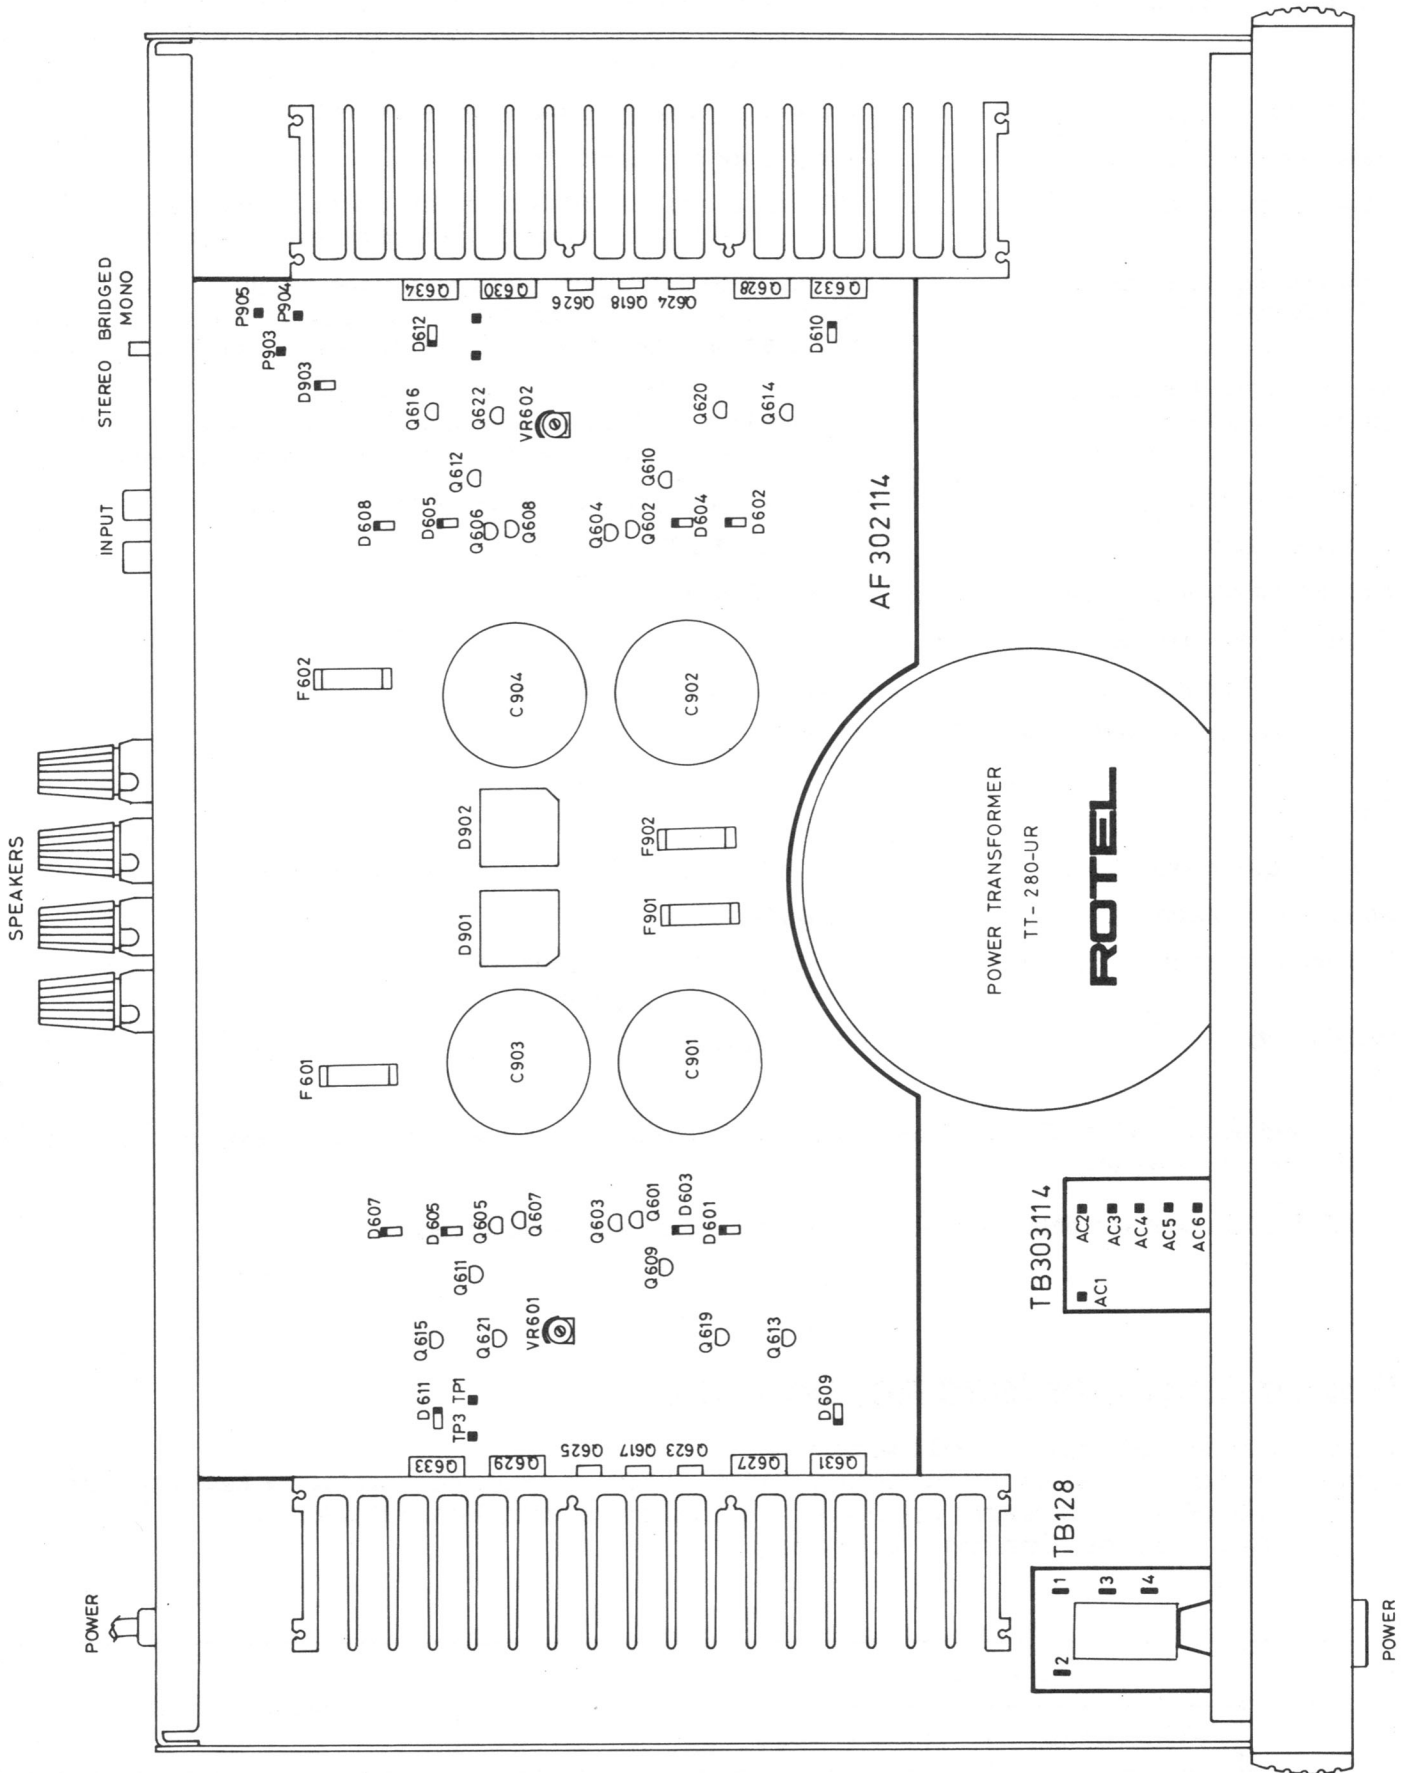 SPEAKERS
POWER
INPUT
STEREO BRIDGED
MONO
P905
P904
P903
D903
Q634
Q630
Q626
Q618
Q624
Q628
Q632
D612
D610
Q616
Q622
VR602
Q620
Q614
Q612
Q610
D608
D605
Q606
Q608
Q604
Q602
D604
D602
AF 302114
F602
C904
C902
D902
F902
D901
F901
F601
C903
C901
POWER TRANSFORMER
TT-280-UR
ROTEL
D607
D605
Q605
Q607
Q603
Q601
D603
D601
Q611
Q609
Q615
Q621
VR601
Q619
Q613
D611
TP1
TP3
D609
Q633
Q629
Q625
Q617
Q623
Q627
Q631
TB303114
AC1
AC2
AC3
AC4
AC5
AC6
TB128
1
2
3
4
POWER